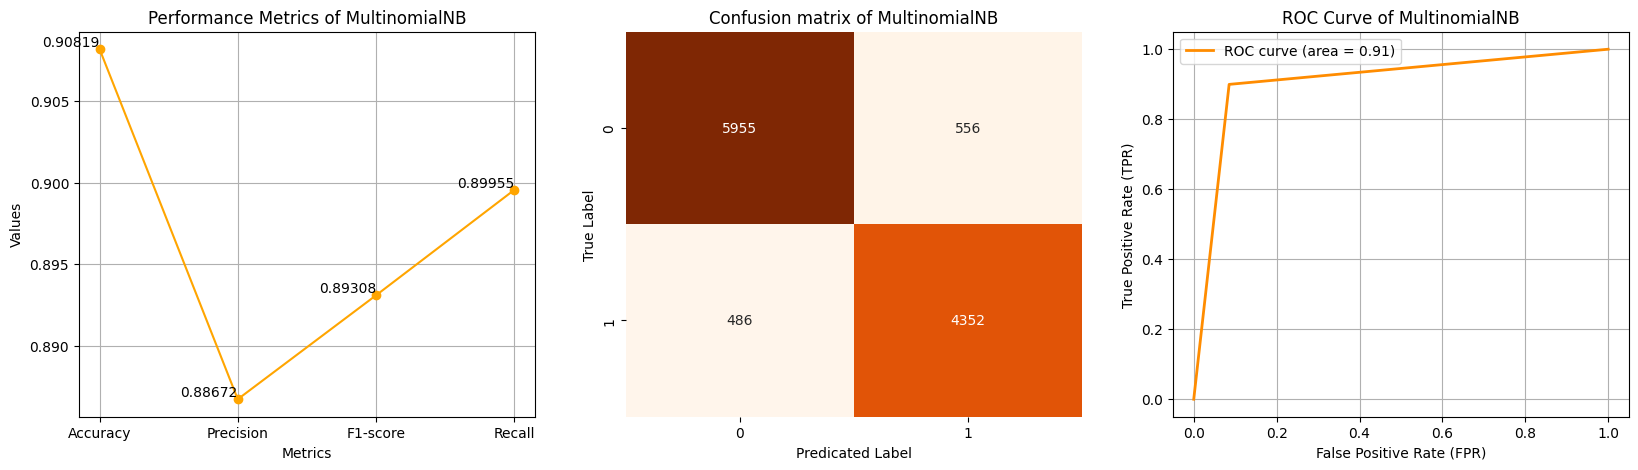 Performance Metrics of MultinomialNB
0.90819
0.905
0.900
0.895
0.890
0.88672
0.89308
0.89955
Values
Accuracy
Precision
F1-score
Recall
Metrics
Confusion matrix of MultinomialNB
5955
556
486
4352
0
1
True Label
0
1
Predicated Label
ROC Curve of MultinomialNB
ROC curve (area = 0.91)
1.0
0.8
0.6
0.4
0.2
0.0
True Positive Rate (TPR)
0.0
0.2
0.4
0.6
0.8
1.0
False Positive Rate (FPR)